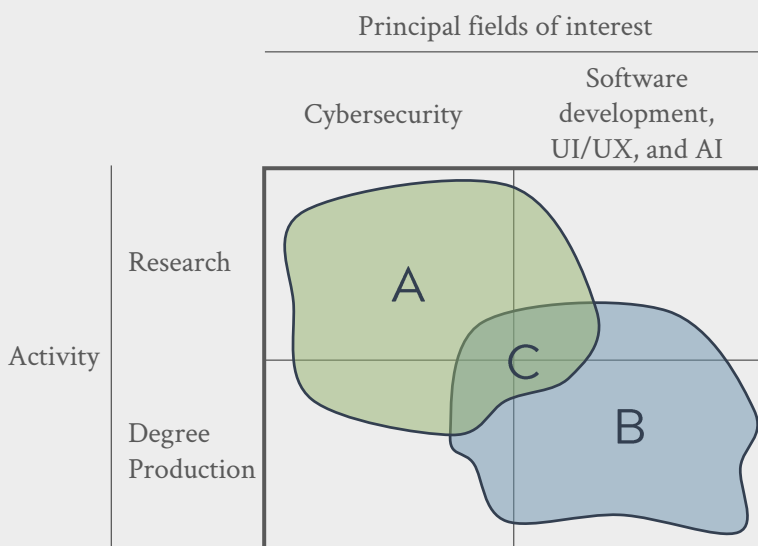 Principal fields of interest
Cybersecurity
Software
development,
UI/UX, and AI
Research
A
C
Activity
B
Degree
Production